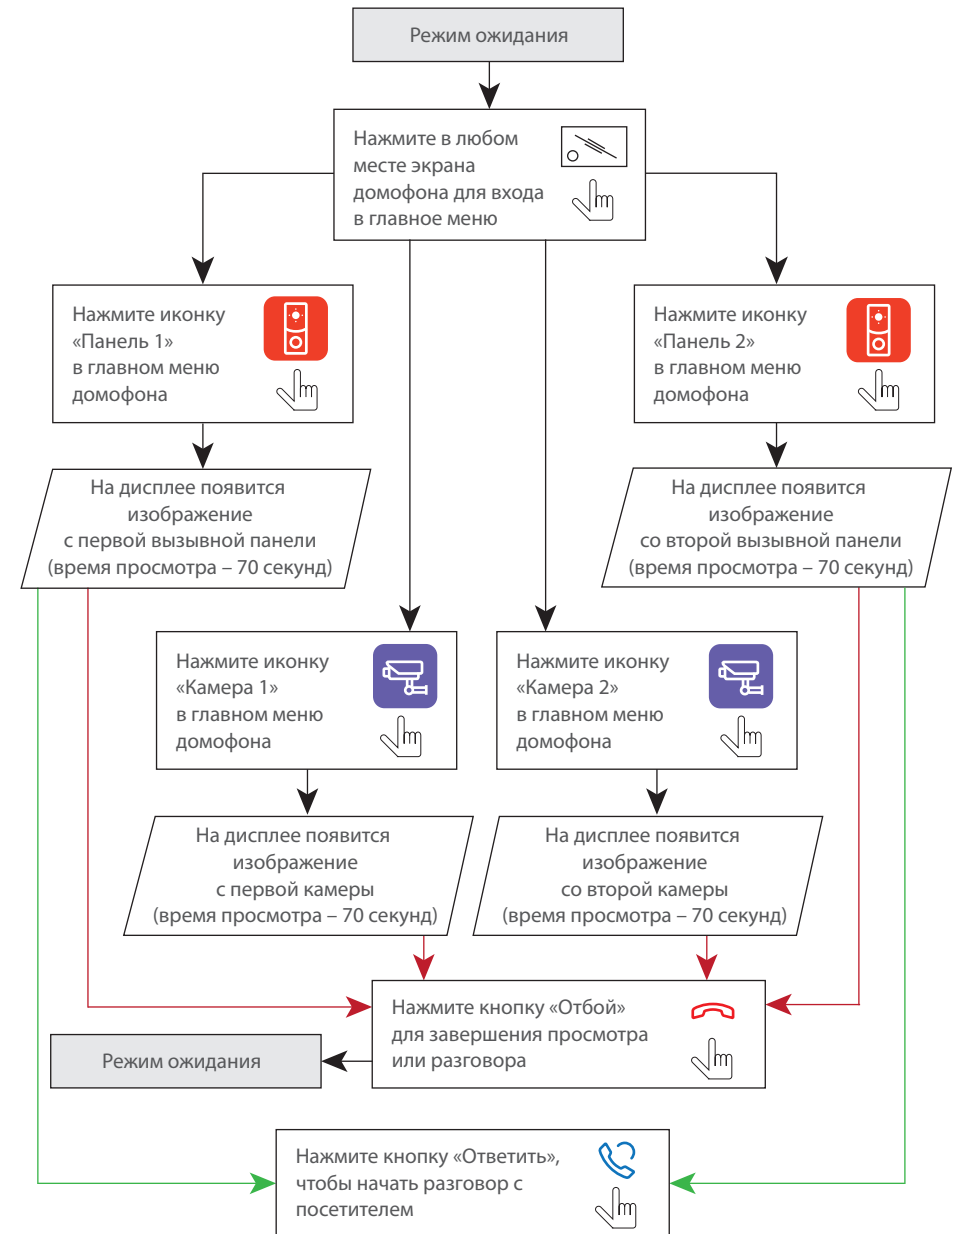 Режим ожидания
Нажмите в любом
месте экрана
домофона для входа
в главное меню
Нажмите иконку
«Панель 1»
в главном меню
домофона
Нажмите иконку
«Панель 2»
в главном меню
домофона
На дисплее появится
изображение
с первой вызывной панели
(время просмотра – 70 секунд)
На дисплее появится
изображение
со второй вызывной панели
(время просмотра – 70 секунд)
Нажмите иконку
«Камера 1»
в главном меню
домофона
Нажмите иконку
«Камера 2»
в главном меню
домофона
На дисплее появится
изображение
с первой камеры
(время просмотра – 70 секунд)
На дисплее появится
изображение
со второй камеры
(время просмотра – 70 секунд)
Нажмите кнопку «Отбой»
для завершения просмотра
или разговора
Режим ожидания
Нажмите кнопку «Ответить»,
чтобы начать разговор с
посетителем